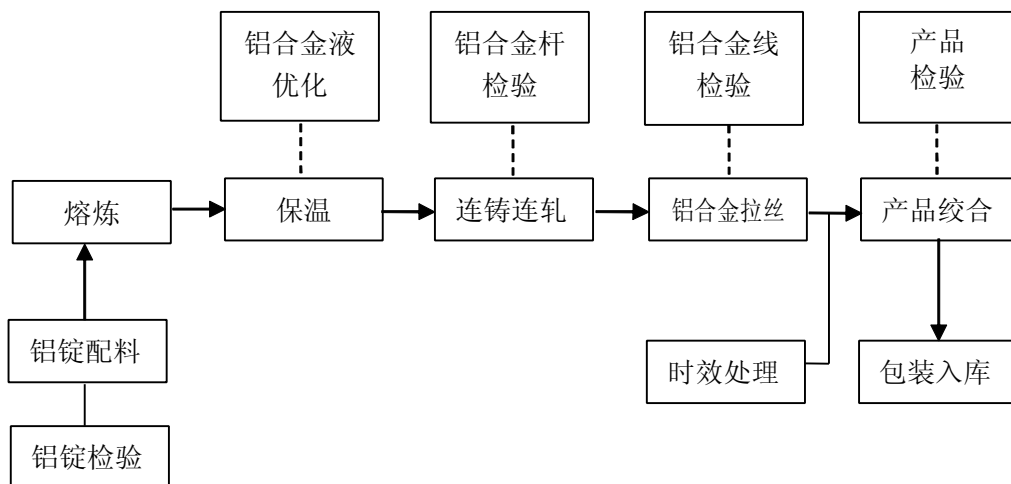 铝合金液
优化
铝合金杆
检验
铝合金线
检验
产品
检验
熔炼
保温
连铸连轧
铝合金拉丝
产品绞合
铝锭配料
时效处理
包装入库
铝锭检验